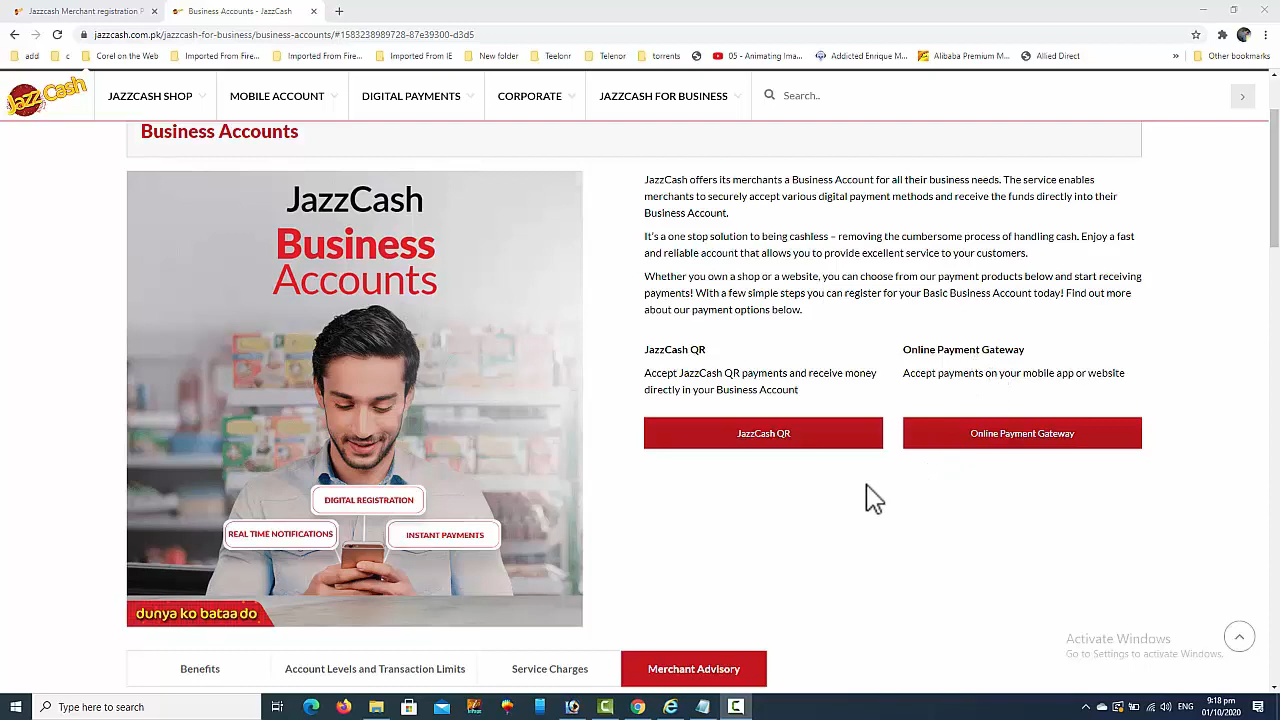 Jazzcash Merchant registration P
Business Accounts - JazzCash
jazzcash.com.pk/jazzcash-for-business/business-accounts/#1583238989728-87e39300-d3d5
add
c
Corel on the Web
Imported From Fire
Premium From M...
Imported From IE
New folder
Teelonr
Telenor
torrents
05 - Animating Ima...
Addicted Enrique M...
Alibaba Premium M...
Allied Direct
»
Other bookmarks
Jazz Cash
JAZZCASH SHOP
MOBILE ACCOUNT
DIGITAL PAYMENTS
CORPORATE
JAZZCASH FOR BUSINESS
Search..
Business Accounts
JazzCash
Business
Accounts
DIGITAL REGISTRATION
REAL TIME NOTIFICATIONS
INSTANT PAYMENTS
dunya ko bataa do
JazzCash offers its merchants a Business Account for all their business needs. The service enables
merchants to securely accept various digital payment methods and receive the funds directly into their
Business Account.
It's a one stop solution to being cashless – removing the cumbersome process of handling cash. Enjoy a fast
and reliable account that allows you to provide excellent service to your customers.
Whether you own a shop or a website, you can choose from our payment products below and start receiving
payments! With a few simple steps you can register for your Basic Business Account today! Find out more
about our payment options below.
JazzCash QR
Accept JazzCash QR payments and receive money
directly in your Business Account
JazzCash QR
Online Payment Gateway
Accept payments on your mobile app or website
Online Payment Gateway
Benefits
Account Levels and Transaction Limits
Service Charges
Merchant Advisory
Activate Windows
Go to Settings to activate Windows.
Type here to search
ENG
9:18 pm
01/10/2020